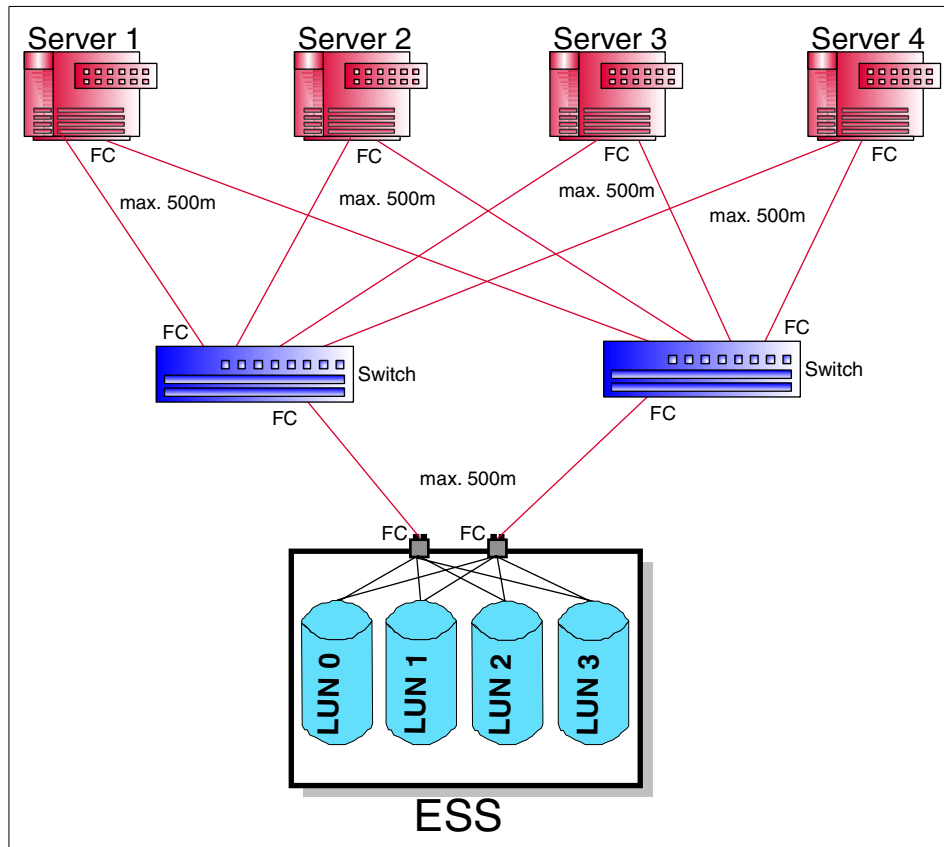 Server 1
Server 2
Server 3
Server 4
FC
FC
FC
FC
max. 500m
max. 500m
max. 500m
max. 500m
FC
FC
Switch
Switch
FC
FC
max. 500m
FC
FC
LUN 0
LUN 1
LUN 2
LUN 3
ESS